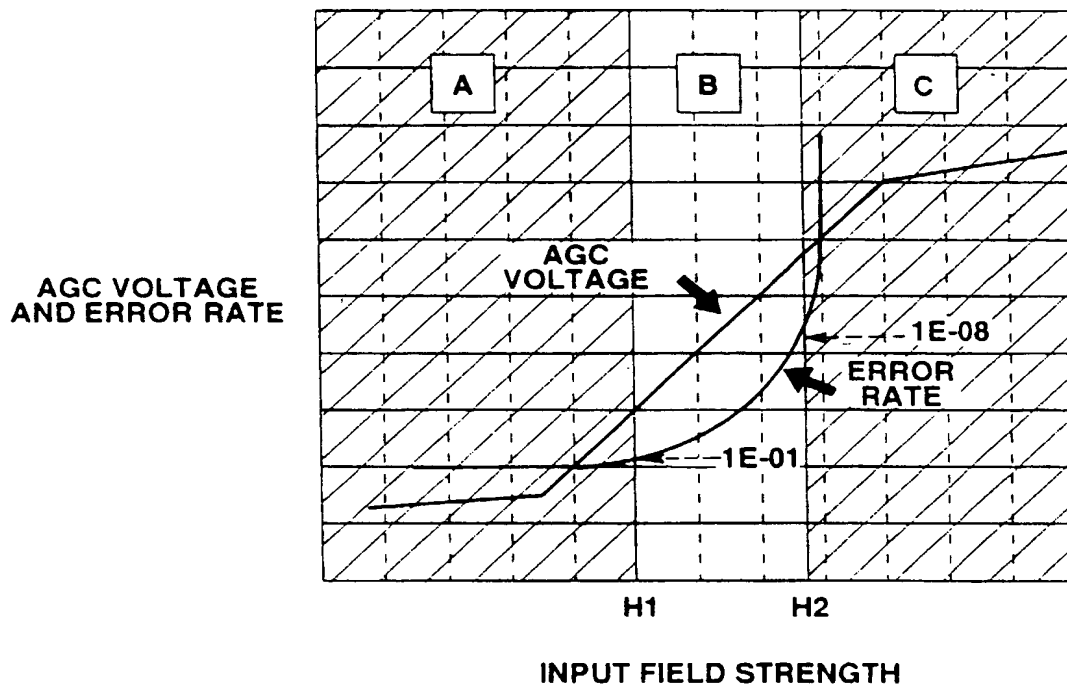 A
B
C
AGC
VOLTAGE
AGC VOLTAGE
AND ERROR RATE
1E-08
ERROR
RATE
1E-01
H1
H2
INPUT FIELD STRENGTH